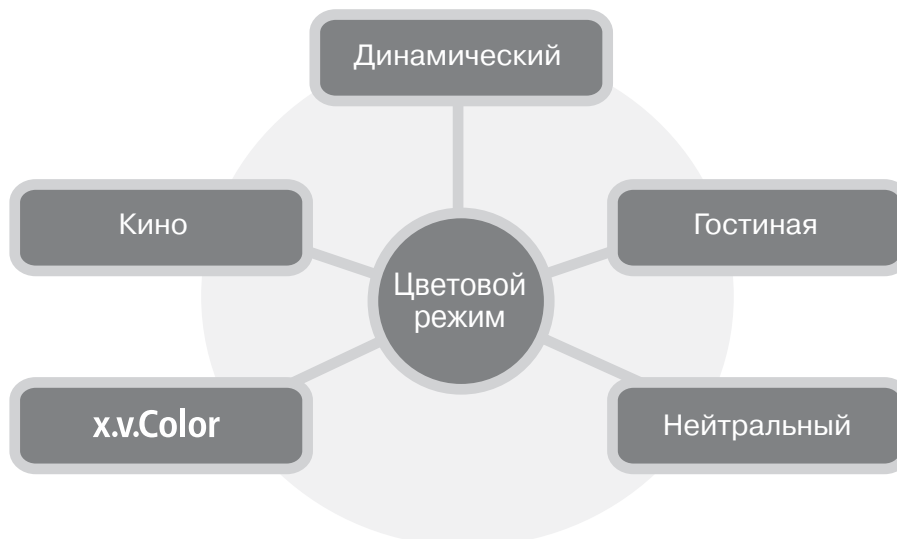 Динамический
Кино
Гостиная
Цветовой
режим
x.v.Color
Нейтральный